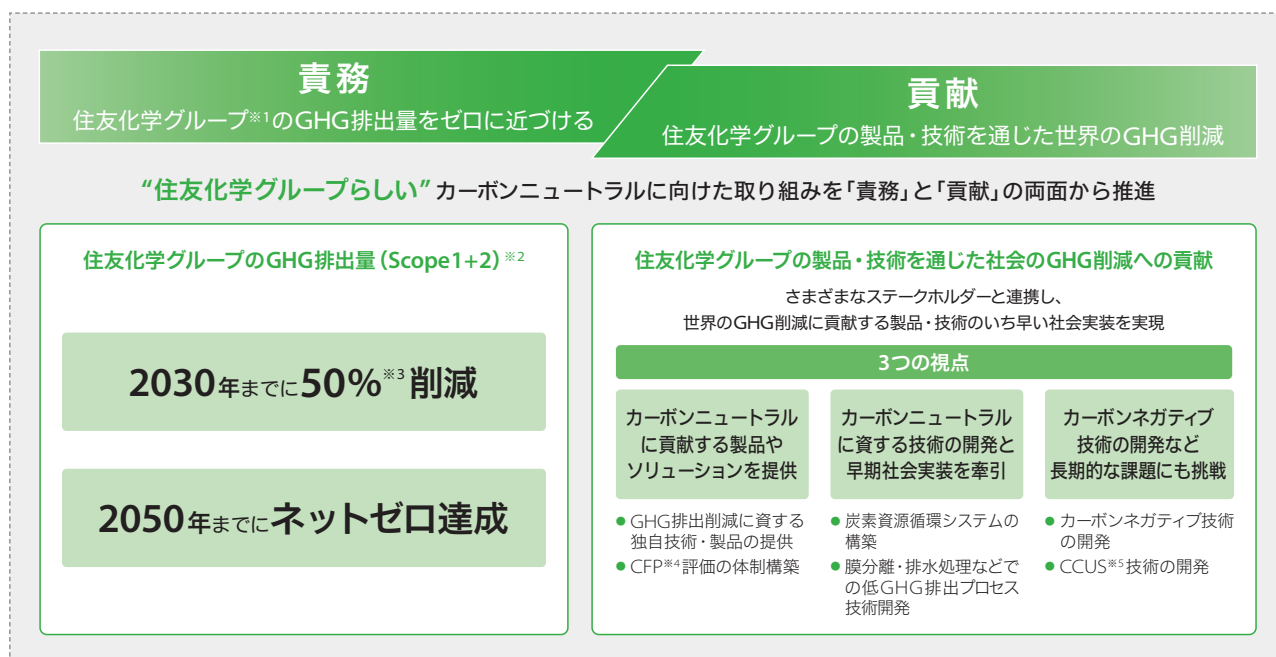 責務
住友化学グループ※1のGHG排出量をゼロに近づける
貢献
住友化学グループの製品・技術を通じた世界のGHG削減
“住友化学グループらしい”カーボンニュートラルに向けた取り組みを「責務」と「貢献」の両面から推進
住友化学グループのGHG排出量（Scope1+2）※2
2030年までに50%※3削減
2050年までにネットゼロ達成
住友化学グループの製品・技術を通じた社会のGHG削減への貢献
さまざまなステークホルダーと連携し、
世界のGHG削減に貢献する製品・技術のいち早い社会実装を実現
3つの視点
カーボンニュートラル
に貢献する製品や
ソリューションを提供
● GHG排出削減に資する
独自技術・製品の提供
● CFP※4評価の体制構築
カーボンニュートラル
に資する技術の開発と
早期社会実装を牽引
● 炭素資源循環システムの
構築
● 膜分離・排水処理などで
の低GHG排出プロセス
技術開発
カーボンネガティブ
技術の開発など
長期的な課題にも挑戦
● カーボンネガティブ技術
の開発
● CCUS※5技術の開発